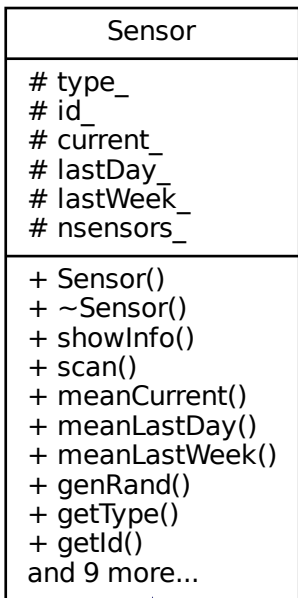 Sensor
# type_
# id_
# current_
# lastDay_
# lastWeek_
# nsensors_
+ Sensor()
+ ~Sensor()
+ showInfo()
+ scan()
+ meanCurrent()
+ meanLastDay()
+ meanLastWeek()
+ genRand()
+ getType()
+ getId()
and 9 more...